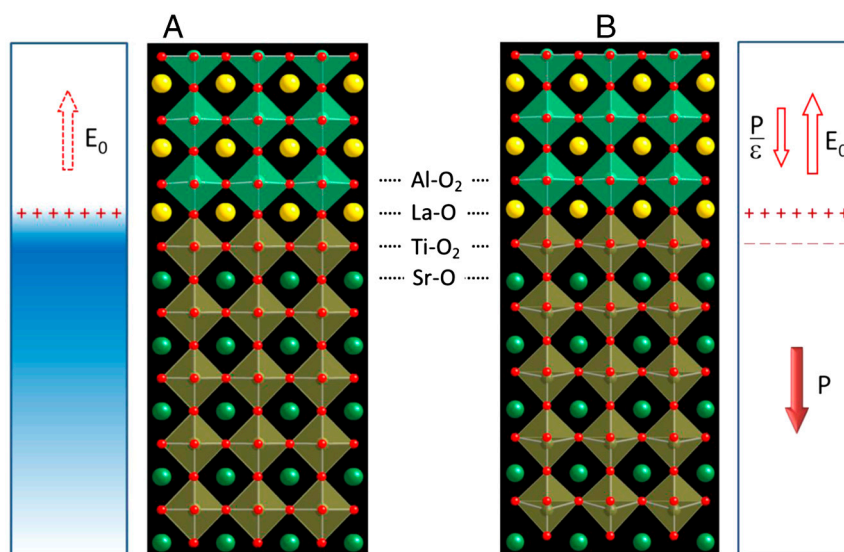 A
B
E₀
P/ε
E₀
+ + + + + + +
+ + + + + + +
Al-O₂
La-O
Ti-O₂
Sr-O
P